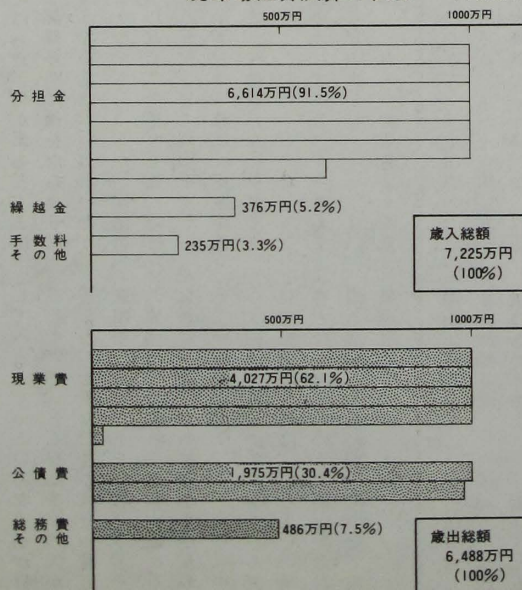 500万円 1000万円
分担金 6,614万円(91.5%)
繰越金 376万円(5.2%)
手数料
その他 235万円(3.3%)
歳入総額
7,225万円
(100%)
500万円 1000万円
現業費 4,027万円(62.1%)
公債費 1,975万円(30.4%)
総務費
その他 486万円(7.5%)
歳出総額
6,488万円
(100%)